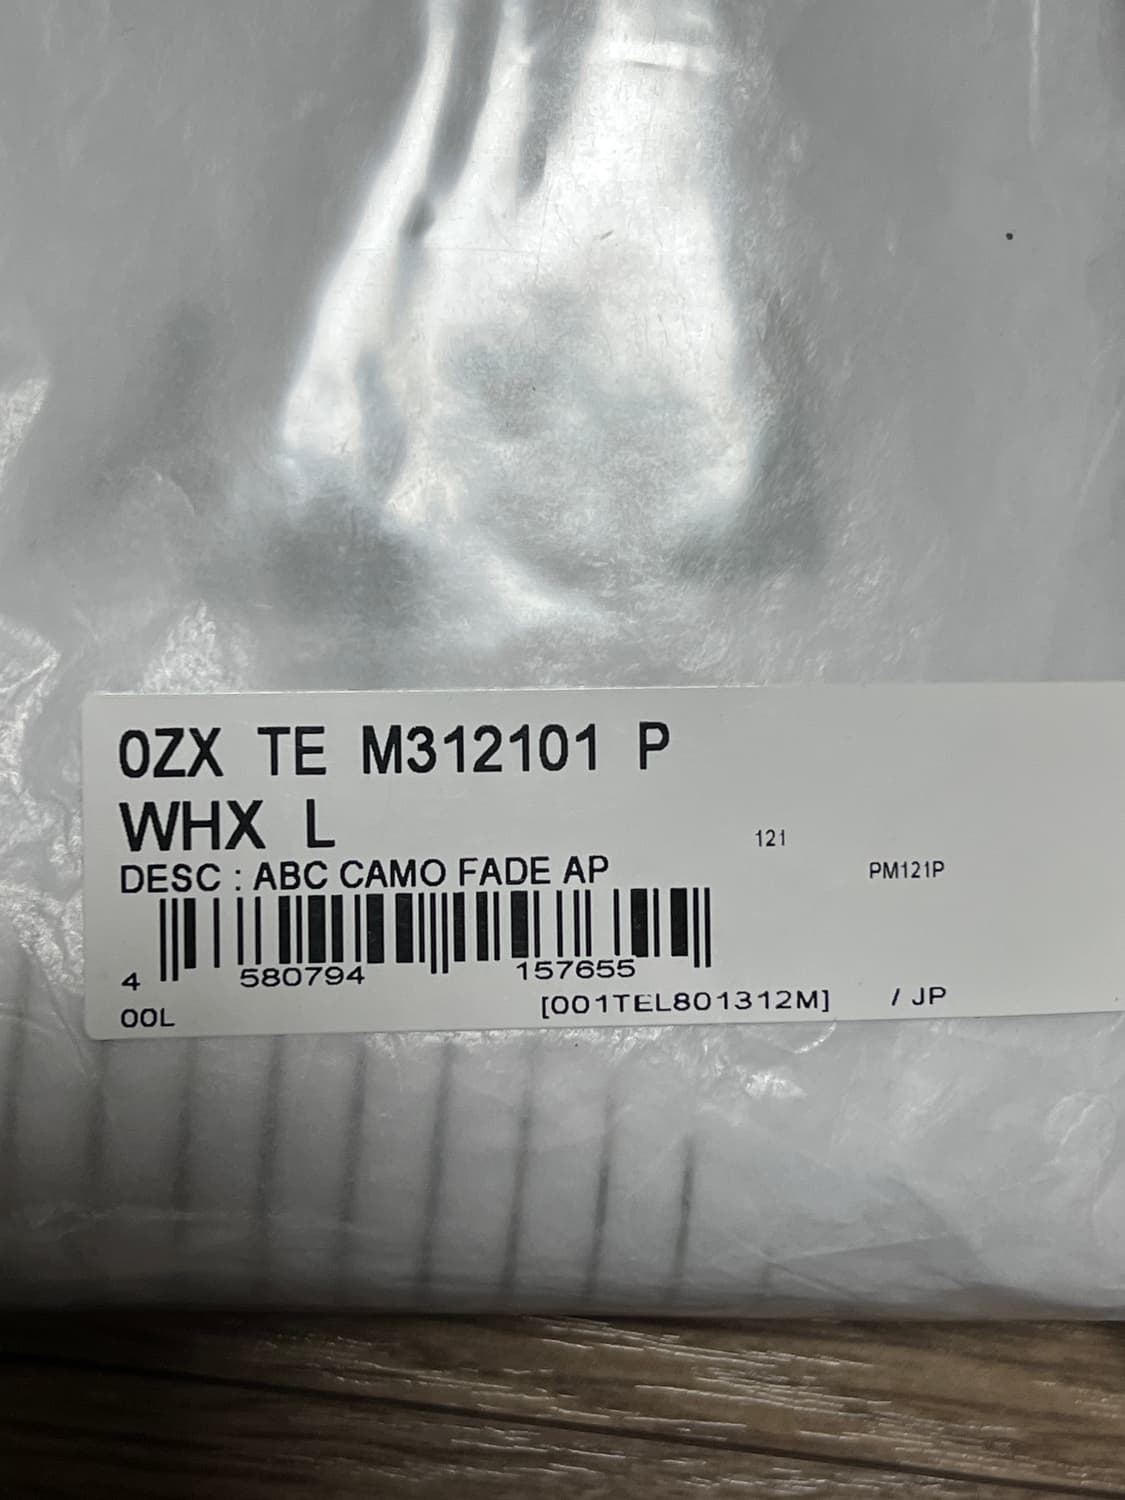 0ZX TE M312101 P
WHX L
121
DESC : ABC CAMO FADE AP
PM121P
4 580794 157655
00L [001TEL801312M] / JP